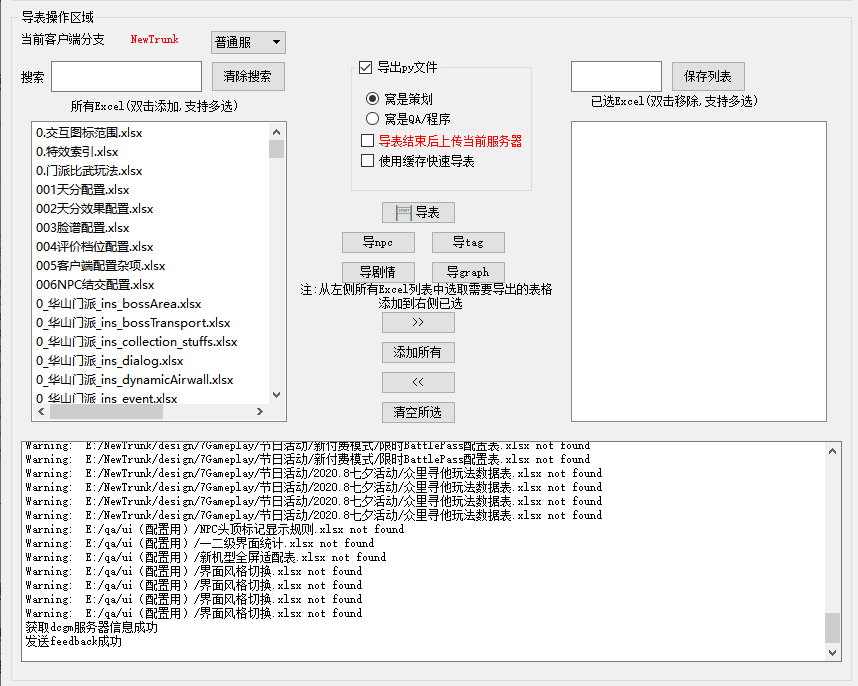 导表操作区域
当前客户端分支 NewTrunk 普通服
搜索 清除搜索
所有Excel(双击添加,支持多选)
0.交互图标范围.xlsx
0.特效索引.xlsx
0.门派比武玩法.xlsx
001天分配置.xlsx
002天分效果配置.xlsx
003脸谱配置.xlsx
004评价档位配置.xlsx
005客户端配置杂项.xlsx
006NPC结交配置.xlsx
0_华山门派_ins_bossArea.xlsx
0_华山门派_ins_bossTransport.xlsx
0_华山门派_ins_collection_stuffs.xlsx
0_华山门派_ins_dialog.xlsx
0_华山门派_ins_dynamicAirwall.xlsx
0_华山门派_ins_event.xlsx
导出py文件
窝是策划
窝是QA/程序
导表结束后上传当前服务器
使用缓存快速导表
导表
导npc 导tag
导剧情 导graph
注:从左侧所有Excel列表中选取需要导出的表格
添加到右侧已选
>>
添加所有
<<
清空所选
保存列表
已选Excel(双击移除,支持多选)
Warning: E:/NewTrunk/design/7Gameplay/节日活动/新付费模式/限时BattlePass配置表.xlsx not found
Warning: E:/NewTrunk/design/7Gameplay/节日活动/新付费模式/限时BattlePass配置表.xlsx not found
Warning: E:/NewTrunk/design/7Gameplay/节日活动/2020.8七夕活动/众里寻他玩法数据表.xlsx not found
Warning: E:/NewTrunk/design/7Gameplay/节日活动/2020.8七夕活动/众里寻他玩法数据表.xlsx not found
Warning: E:/NewTrunk/design/7Gameplay/节日活动/2020.8七夕活动/众里寻他玩法数据表.xlsx not found
Warning: E:/NewTrunk/design/7Gameplay/节日活动/2020.8七夕活动/众里寻他玩法数据表.xlsx not found
Warning: E:/qa/ui（配置用）/NPC头顶标记显示规则.xlsx not found
Warning: E:/qa/ui（配置用）/一二级界面统计.xlsx not found
Warning: E:/qa/ui（配置用）/新机型全屏适配表.xlsx not found
Warning: E:/qa/ui（配置用）/界面风格切换.xlsx not found
Warning: E:/qa/ui（配置用）/界面风格切换.xlsx not found
Warning: E:/qa/ui（配置用）/界面风格切换.xlsx not found
Warning: E:/qa/ui（配置用）/界面风格切换.xlsx not found
获取dcgm服务器信息成功
发送feedback成功